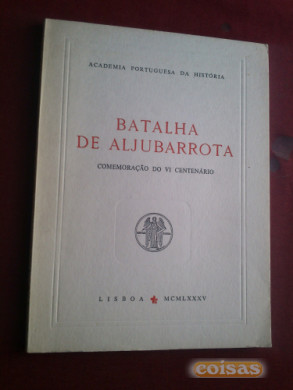 ACADEMIA PORTUGUESA DA HISTÓRIA
BATALHA
DE ALJUBARROTA
COMEMORAÇÃO DO VI CENTENÁRIO
LISBOA MCMLXXXV
coisas